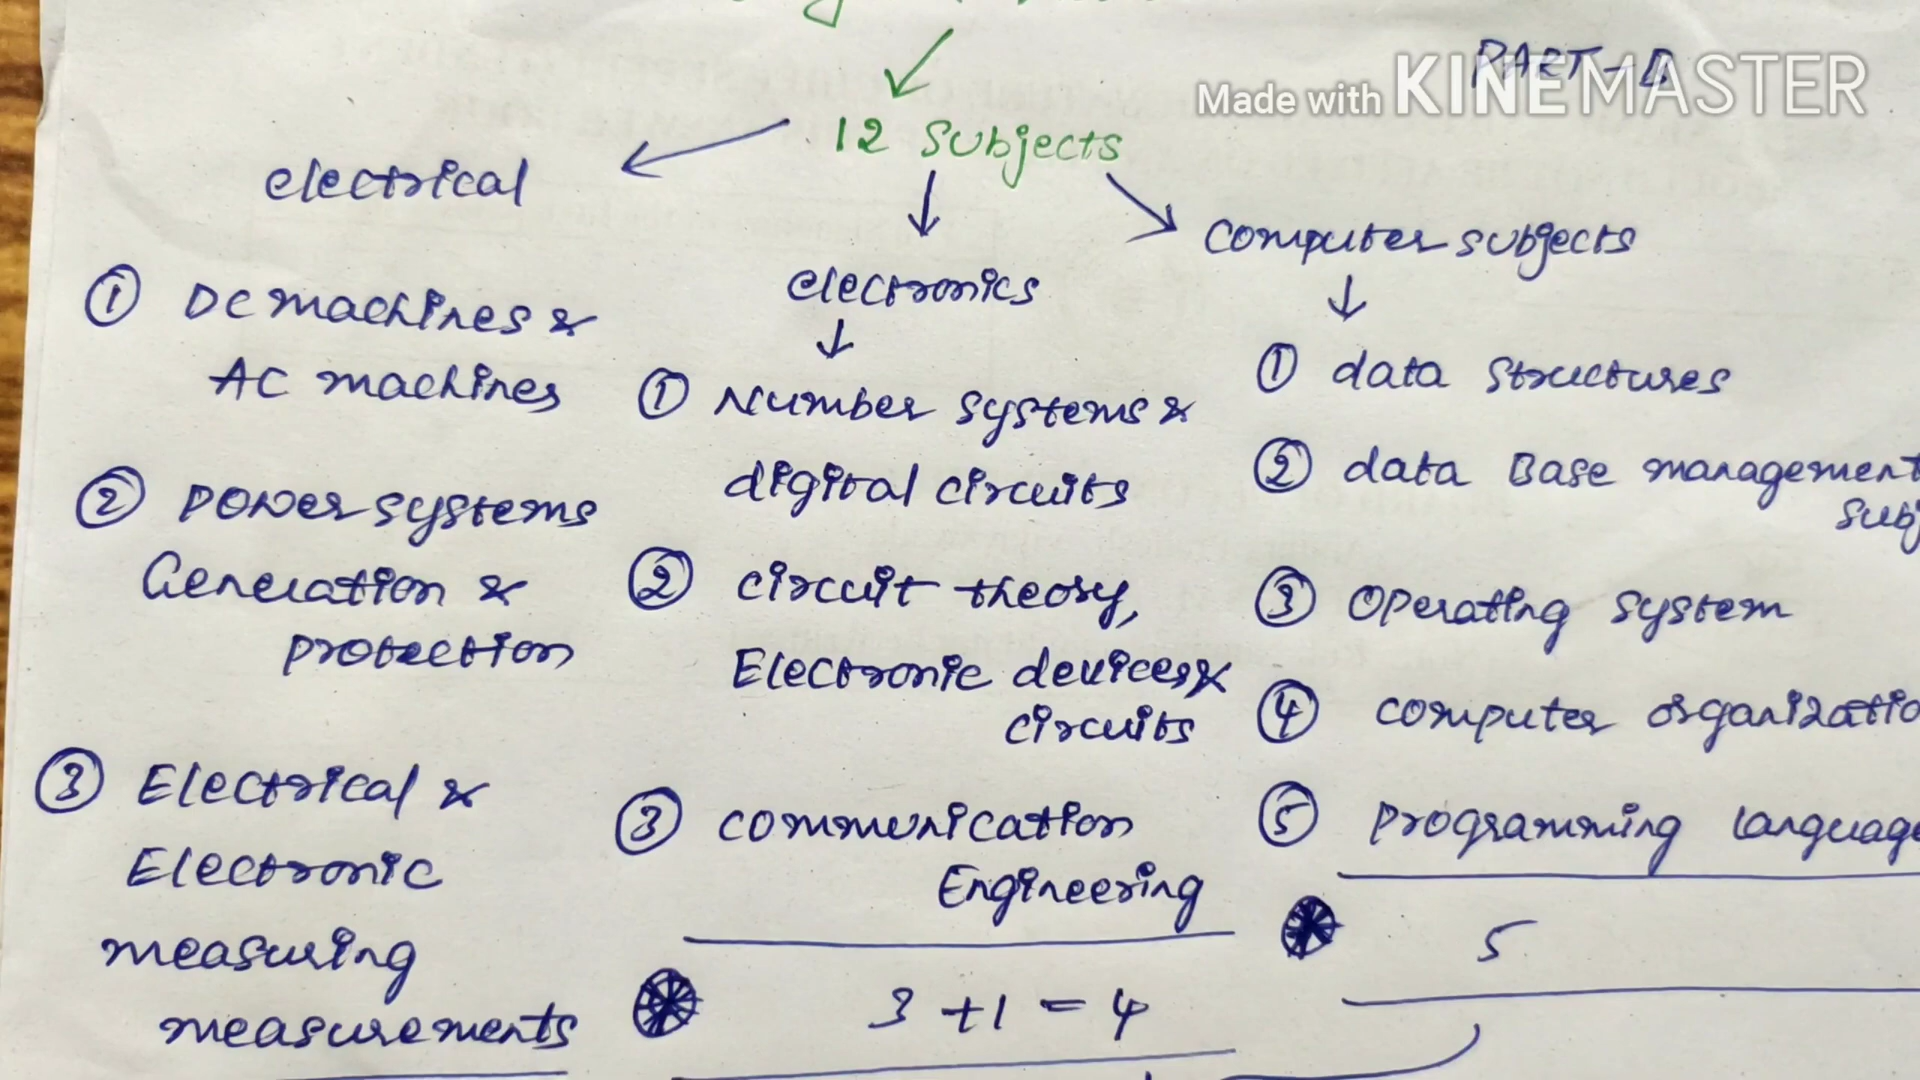 PART-B
Made with KINEMASTER
12 subjects
electrical
① DC machines &
AC machines
② power systems
Generation &
protection
③ Electrical &
Electronic
measuring
measurements
electronics
① Number systems &
digital circuits
② circuit theory,
Electronic devices &
circuits
③ communication
Engineering
3 + 1 = 4
computer subjects
① data structures
② data Base management
③ operating system
④ computer organizatio
⑤ programming language
5